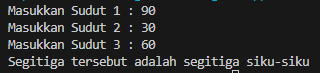 Masukkan Sudut 1 : 90
Masukkan Sudut 2 : 30
Masukkan Sudut 3 : 60
Segitiga tersebut adalah segitiga siku-siku